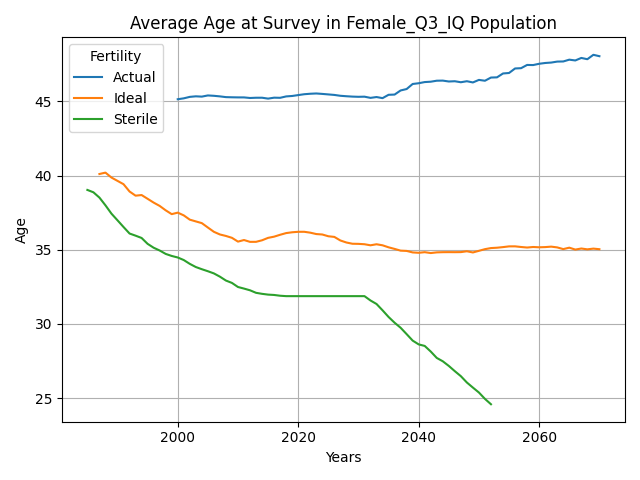 Average Age at Survey in Female_Q3_IQ Population
Fertility
Actual
Ideal
Sterile
Age
45
40
35
30
25
2000
2020
2040
2060
Years